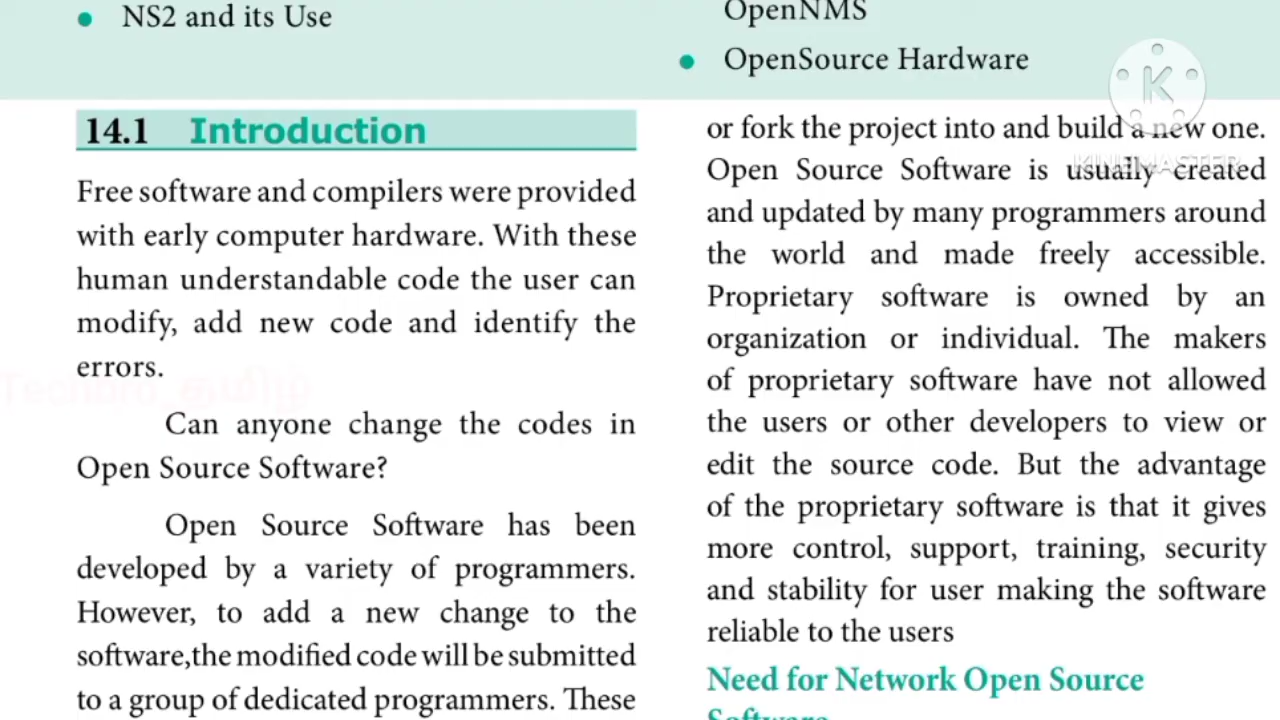 NS2 and its Use
OpenNMS
OpenSource Hardware
14.1 Introduction
Free software and compilers were provided
with early computer hardware. With these
human understandable code the user can
modify, add new code and identify the
errors.
Can anyone change the codes in
Open Source Software?
Open Source Software has been
developed by a variety of programmers.
However, to add a new change to the
software,the modified code will be submitted
to a group of dedicated programmers. These
or fork the project into and build a new one.
Open Source Software is usually created
and updated by many programmers around
the world and made freely accessible.
Proprietary software is owned by an
organization or individual. The makers
of proprietary software have not allowed
the users or other developers to view or
edit the source code. But the advantage
of the proprietary software is that it gives
more control, support, training, security
and stability for user making the software
reliable to the users
Need for Network Open Source
Software
K
KINEMASTER